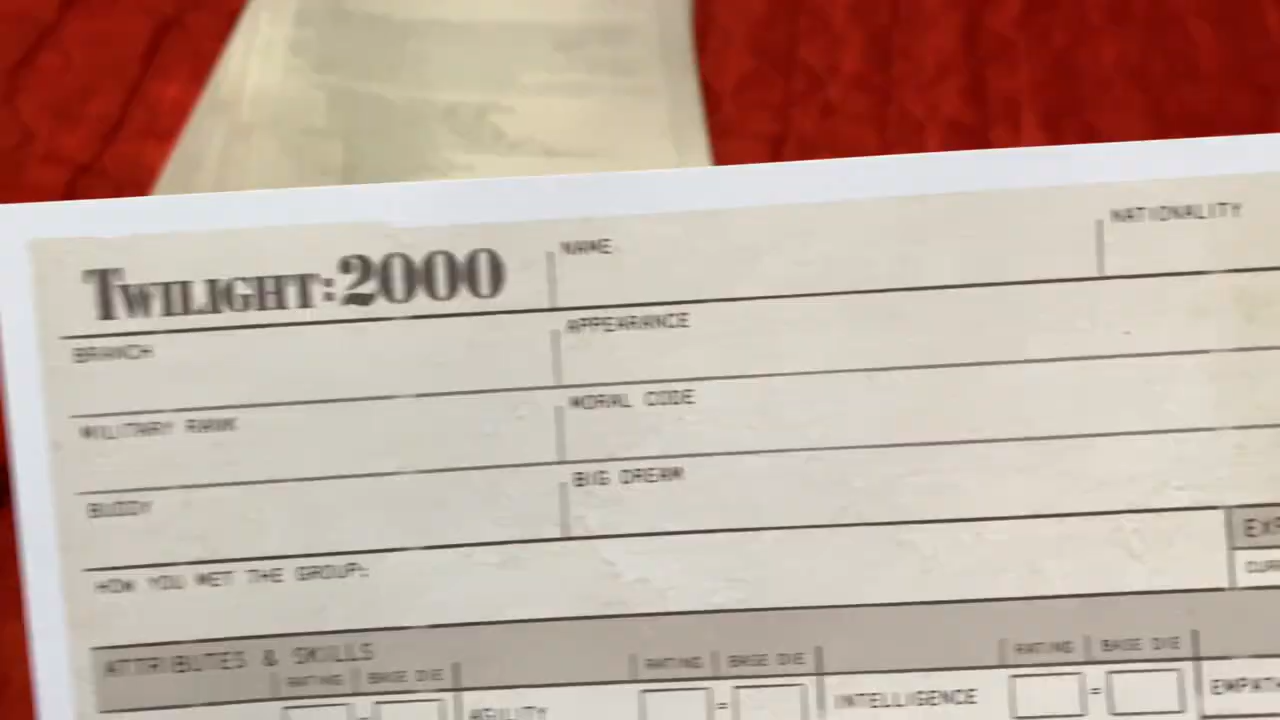 TWILIGHT:2000 NAME NATIONALITY
BRANCH APPEARANCE
MILITARY RANK MORAL CODE
BUDDY BIG DREAM
HOW YOU MET THE GROUP:
ATTRIBUTES & SKILLS
RATING BASE DIE RATING BASE DIE RATING BASE DIE
AGILITY = INTELLIGENCE =